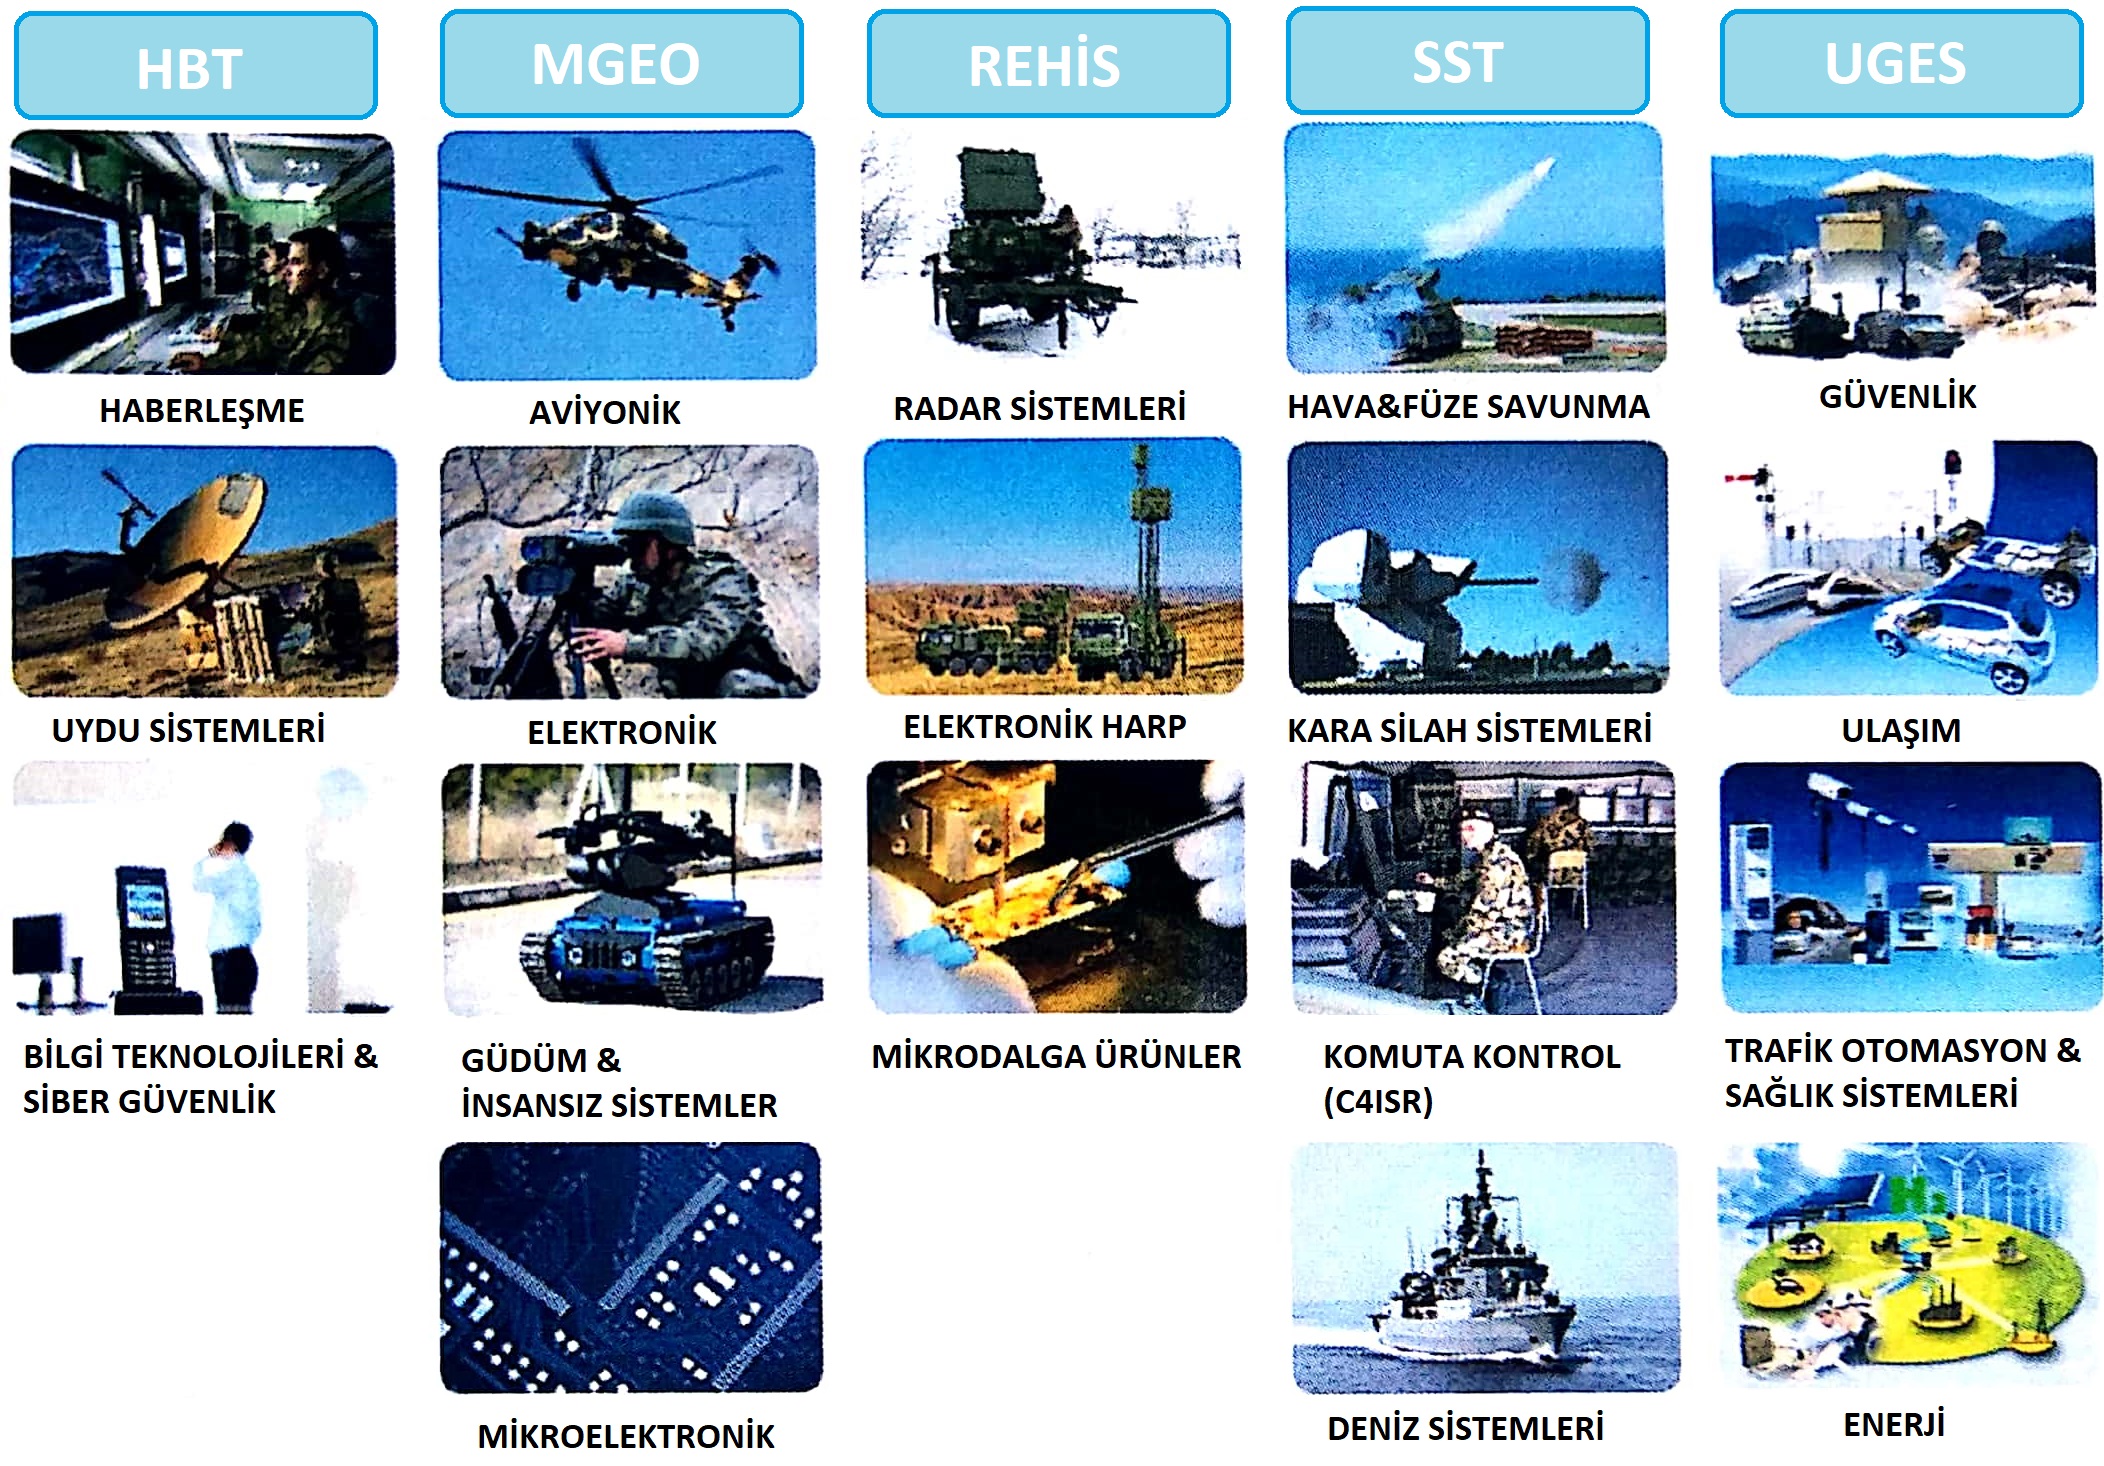 HBT
MGEO
REHİS
SST
UGES
HABERLEŞME
AVİYONİK
RADAR SİSTEMLERİ
HAVA&FÜZE SAVUNMA
GÜVENLİK
UYDU SİSTEMLERİ
ELEKTRONİK
ELEKTRONİK HARP
KARA SİLAH SİSTEMLERİ
ULAŞIM
BİLGİ TEKNOLOJİLERİ &
SİBER GÜVENLİK
GÜDÜM &
İNSANSIZ SİSTEMLER
MİKRODALGA ÜRÜNLER
KOMUTA KONTROL
(C4ISR)
TRAFİK OTOMASYON &
SAĞLIK SİSTEMLERİ
H₂
MİKROELEKTRONİK
DENİZ SİSTEMLERİ
ENERJİ